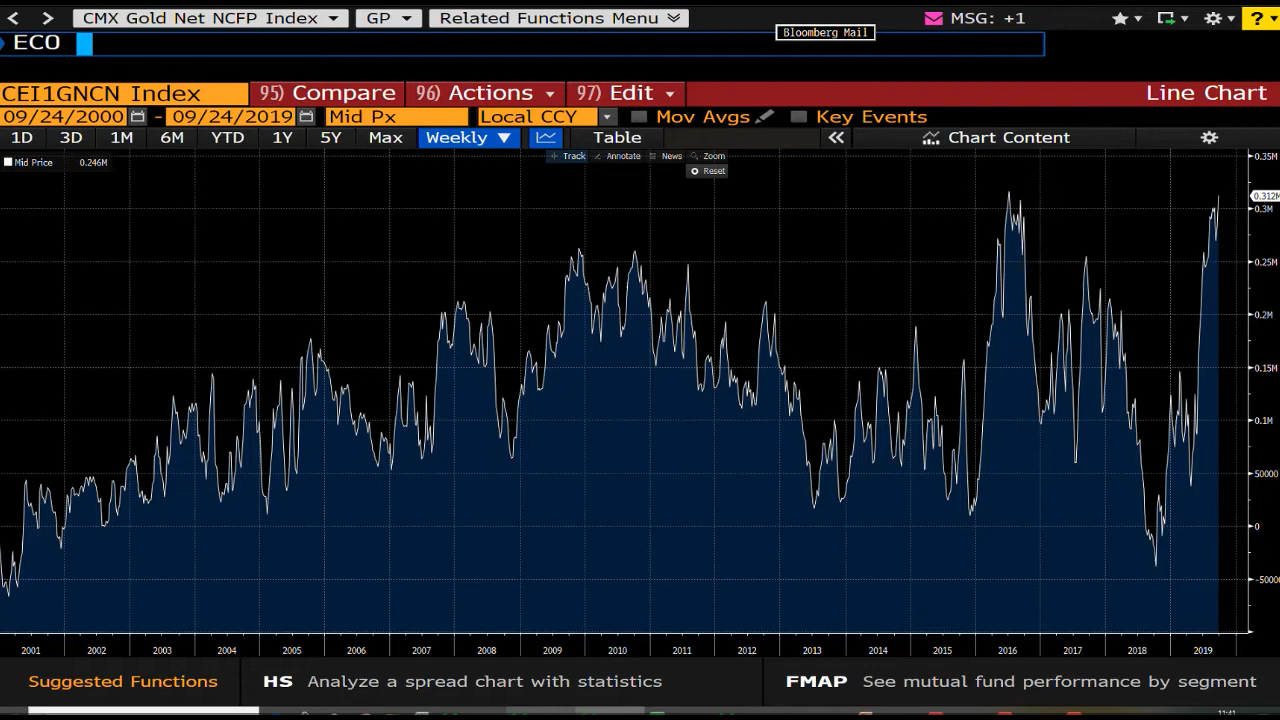 CMX Gold Net NCFP Index GP Related Functions Menu MSG: +1 ?
Bloomberg Mail
ECO
CEI1GNCN Index 95) Compare 96) Actions 97) Edit Line Chart
09/24/2000 - 09/24/2019 Mid Px Local CCY Mov Avgs Key Events
1D 3D 1M 6M YTD 1Y 5Y Max Weekly Table Chart Content
Track Annotate News Zoom
Reset
Mid Price 0.246M
0.35M
0.312M
0.3M
0.25M
0.2M
0.15M
0.1M
50000
0
-50000
2001 2002 2003 2004 2005 2006 2007 2008 2009 2010 2011 2012 2013 2014 2015 2016 2017 2018 2019
Suggested Functions HS Analyze a spread chart with statistics FMAP See mutual fund performance by segment
11:41